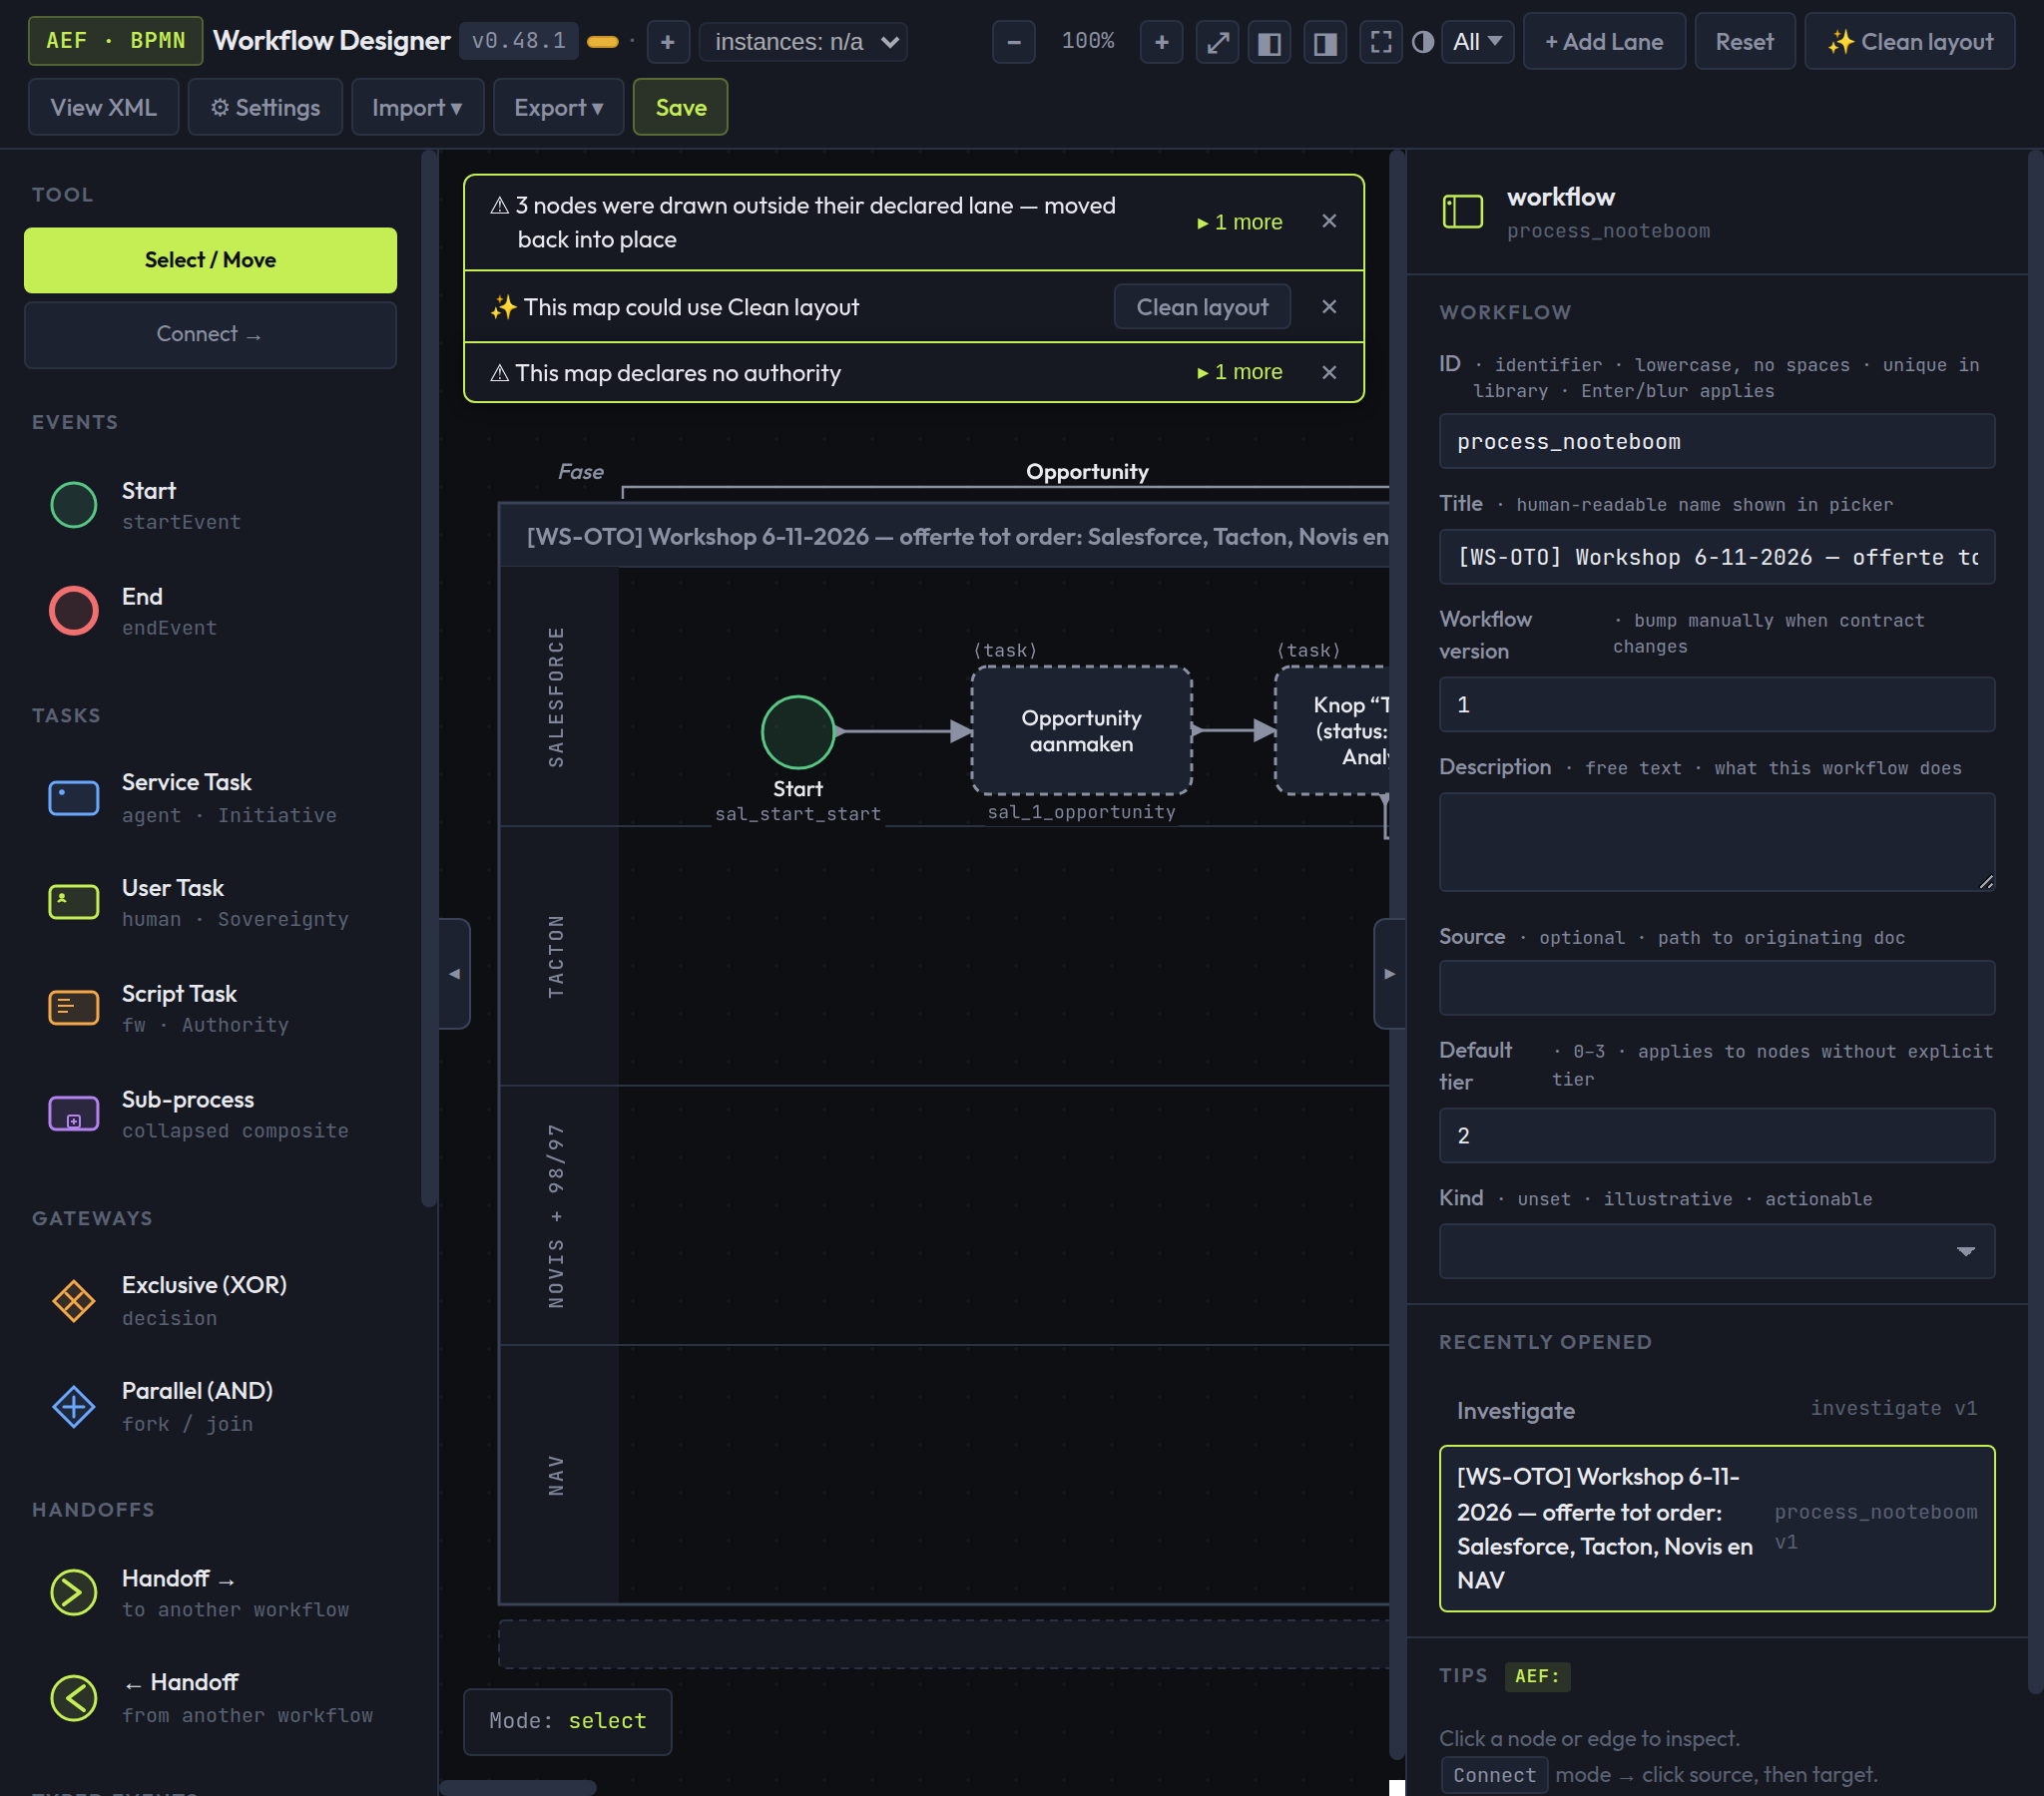 AEF · BPMN Workflow Designer v0.48.1 · + instances: n/a − 100% + All + Add Lane Reset ✨ Clean layout
View XML ⚙ Settings Import ▾ Export ▾ Save
TOOL
Select / Move
Connect →
EVENTS
Start
startEvent
End
endEvent
TASKS
Service Task
agent · Initiative
User Task
human · Sovereignty
Script Task
fw · Authority
Sub-process
collapsed composite
GATEWAYS
Exclusive (XOR)
decision
Parallel (AND)
fork / join
HANDOFFS
Handoff →
to another workflow
← Handoff
from another workflow
⚠ 3 nodes were drawn outside their declared lane — moved
back into place
▸ 1 more ✕
✨ This map could use Clean layout Clean layout ✕
⚠ This map declares no authority ▸ 1 more ✕
Fase Opportunity
[WS-OTO] Workshop 6-11-2026 — offerte tot order: Salesforce, Tacton, Novis en
SALESFORCE
Start
sal_start_start
⟨task⟩
Opportunity
aanmaken
sal_1_opportunity
⟨task⟩
Knop “T
(status:
Analy
TACTON
NOVIS + 98/97
NAV
Mode: select
workflow
process_nooteboom
WORKFLOW
ID · identifier · lowercase, no spaces · unique in
library · Enter/blur applies
process_nooteboom
Title · human-readable name shown in picker
[WS-OTO] Workshop 6-11-2026 — offerte to
Workflow version · bump manually when contract changes
1
Description · free text · what this workflow does
Source · optional · path to originating doc
Default tier · 0–3 · applies to nodes without explicit tier
2
Kind · unset · illustrative · actionable
RECENTLY OPENED
Investigate investigate v1
[WS-OTO] Workshop 6-11-
2026 — offerte tot order:
Salesforce, Tacton, Novis en
NAV
process_nooteboom
v1
TIPS AEF:
Click a node or edge to inspect.
Connect mode → click source, then target.